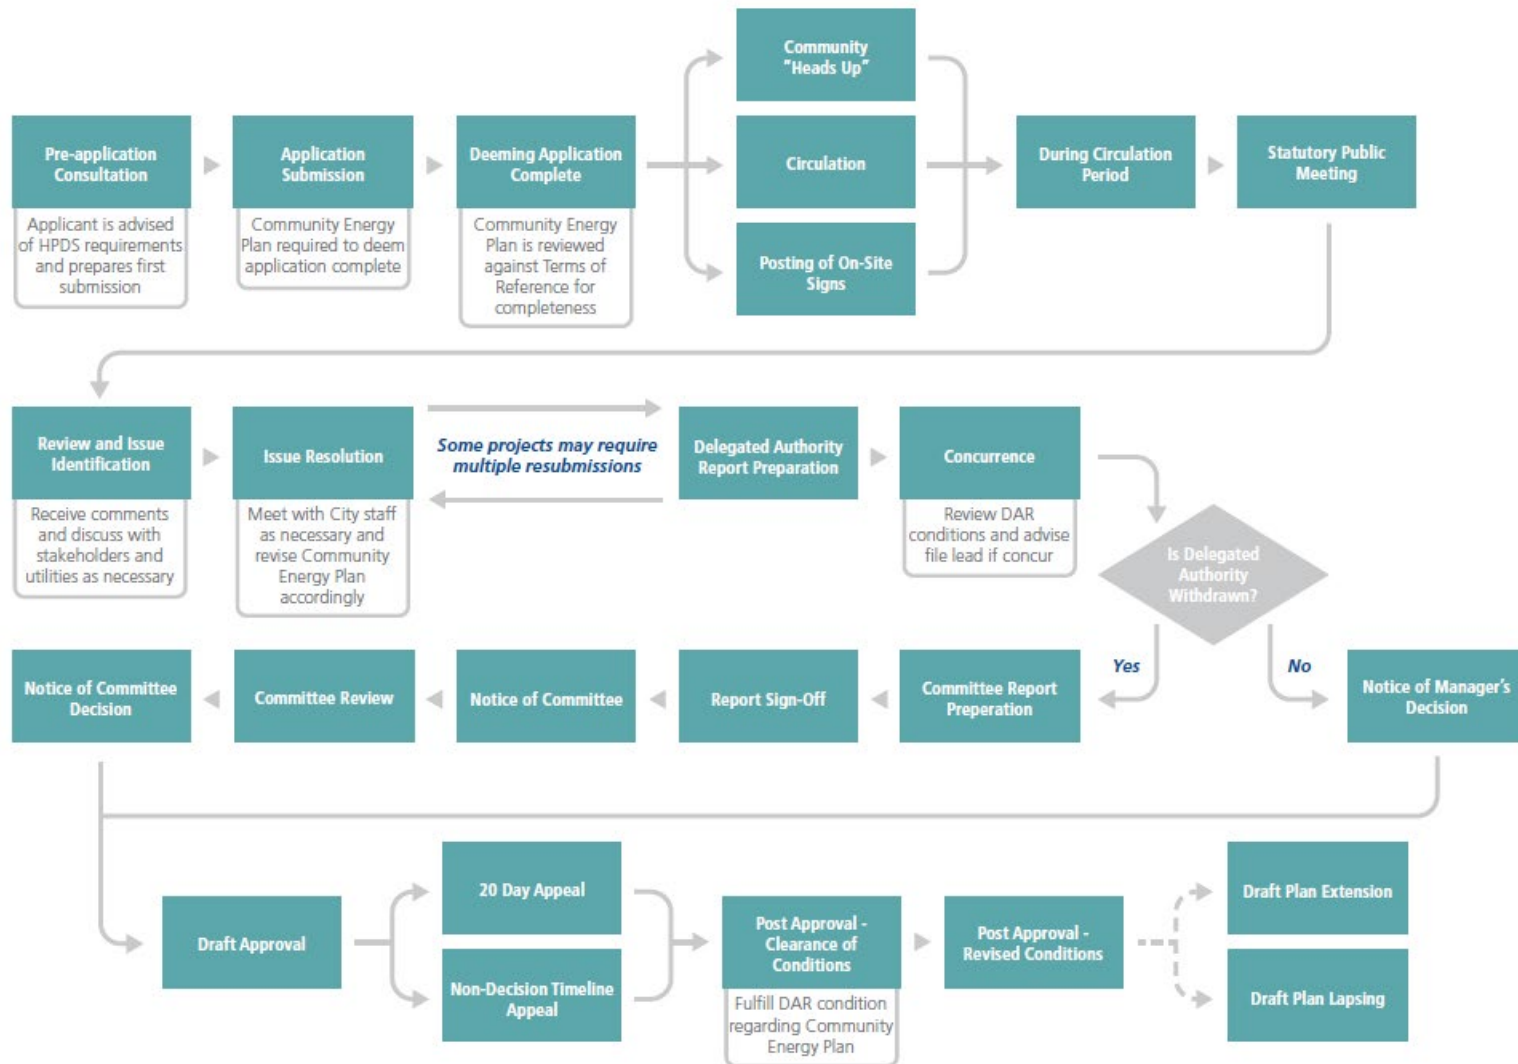 Pre-application
Consultation
Applicant is advised
of HPDS requirements
and prepares first
submission
Application
Submission
Community Energy
Plan required to deem
application complete
Deeming Application
Complete
Community Energy
Plan is reviewed
against Terms of
Reference for
completeness
Community
"Heads Up"
Circulation
Posting of On-Site
Signs
During Circulation
Period
Statutory Public
Meeting
Review and Issue
Identification
Receive comments
and discuss with
stakeholders and
utilities as necessary
Issue Resolution
Meet with City staff
as necessary and
revise Community
Energy Plan
accordingly
Some projects may require
multiple resubmissions
Delegated Authority
Report Preparation
Concurrence
Review DAR
conditions and advise
file lead if concur
Is Delegated
Authority
Withdrawn?
Yes
No
Notice of Manager's
Decision
Committee Report
Preperation
Report Sign-Off
Notice of Committee
Committee Review
Notice of Committee
Decision
Draft Approval
20 Day Appeal
Non-Decision Timeline
Appeal
Post Approval -
Clearance of
Conditions
Fulfill DAR condition
regarding Community
Energy Plan
Post Approval -
Revised Conditions
Draft Plan Extension
Draft Plan Lapsing